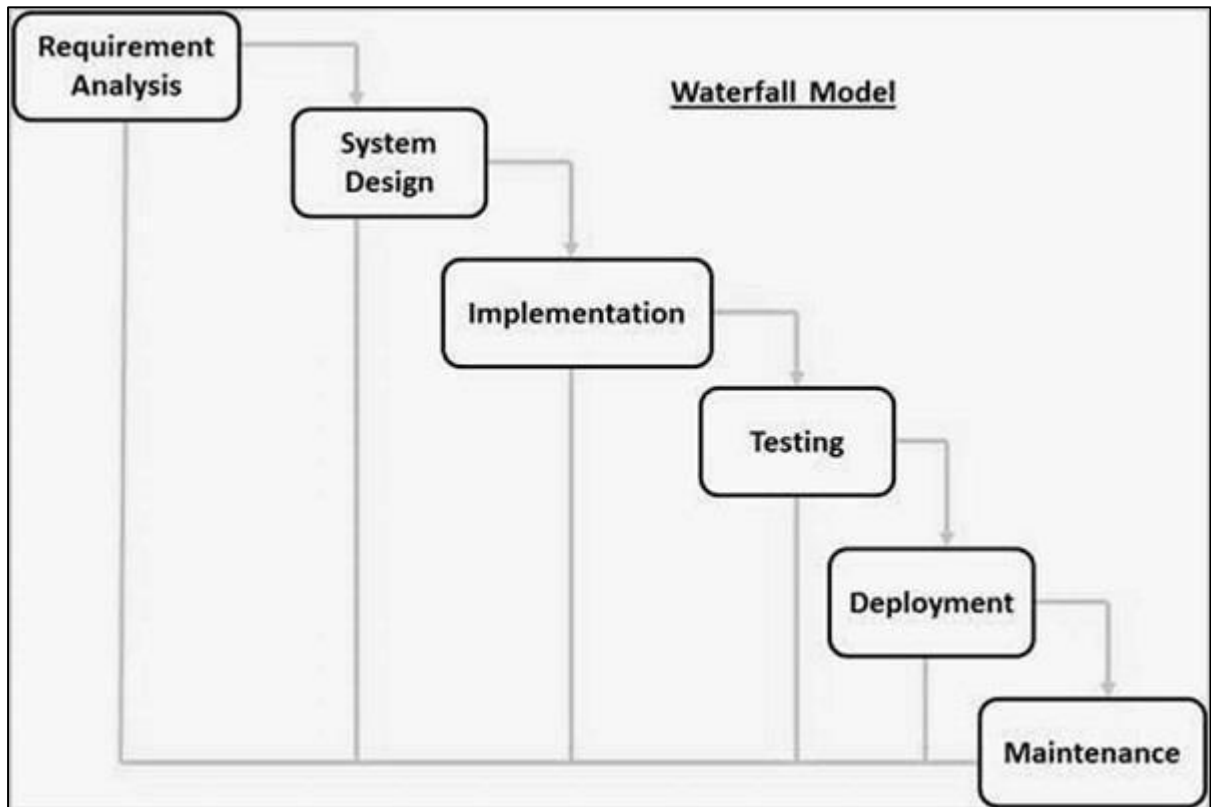 Requirement
Analysis
Waterfall Model
System
Design
Implementation
Testing
Deployment
Maintenance